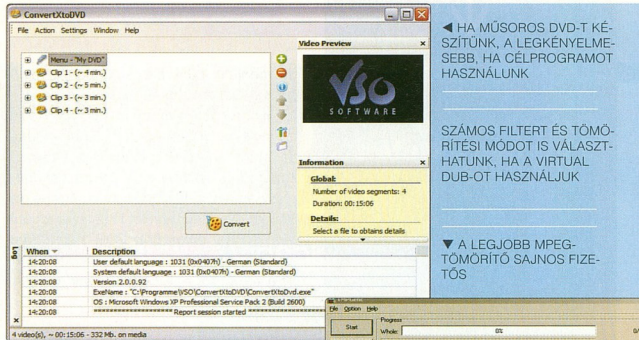 ConvertXtoDVD
File Action Settings Window Help
Menu - "My DVD"
Clip 1 - (~ 4 min.)
Clip 2 - (~ 5 min.)
Clip 3 - (~ 3 min.)
Clip 4 - (~ 3 min.)
Convert
Video Preview
VSO
SOFTWARE
Information
Global:
Number of video segments: 4
Duration: 00:15:06
Details:
Select a file to obtains details
Log
When Description
14:20:08 User default language : 1031 (0x0407h) - German (Standard)
14:20:08 System default language : 1031 (0x0407h) - German (Standard)
14:20:08 Version 2.0.0.92
14:20:08 ExeName : "C:\Programme\VSO\ConvertXtoDVD\ConvertXtoDvd.exe"
14:20:08 OS : Microsoft Windows XP Professional Service Pack 2 (Build 2600)
14:20:08 Report session started
4 video(s), ~ 00:15:06 - 332 Mb. on media
◀ HA MŰSOROS DVD-T KÉ-
SZÍTÜNK, A LEGKÉNYELME-
SEBB, HA CÉLPROGRAMOT
HASZNÁLUNK
SZÁMOS FILTERT ÉS TÖMÖ-
RÍTÉSI MÓDOT IS VÁLASZT-
HATUNK, HA A VIRTUAL
DUB-OT HASZNÁLJUK
▼ A LEGJOBB MPEG-
TÖMÖRÍTŐ SAJNOS FIZE-
TŐS
File Option Help
Start
Progress
Whole: 0% 0/